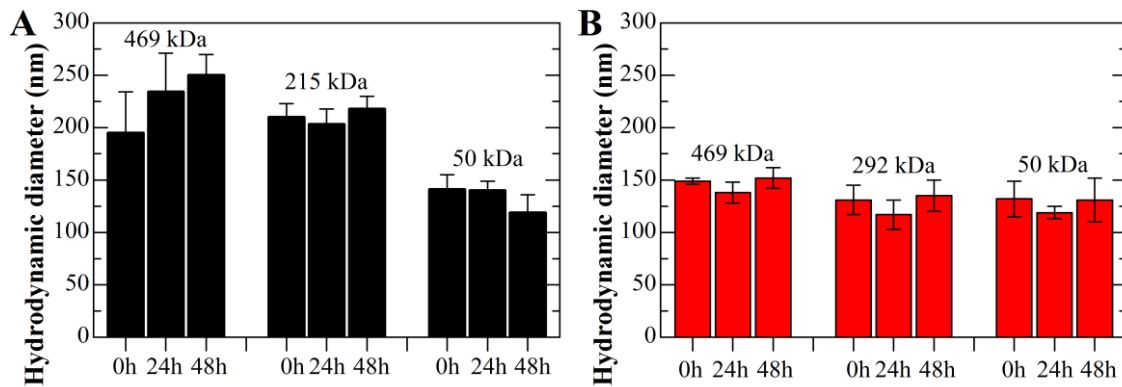 A
Hydrodynamic diameter (nm)
300
250
200
150
100
50
0
469 kDa
215 kDa
50 kDa
0h 24h 48h
0h 24h 48h
0h 24h 48h
B
Hydrodynamic diameter (nm)
300
250
200
150
100
50
0
469 kDa
292 kDa
50 kDa
0h 24h 48h
0h 24h 48h
0h 24h 48h